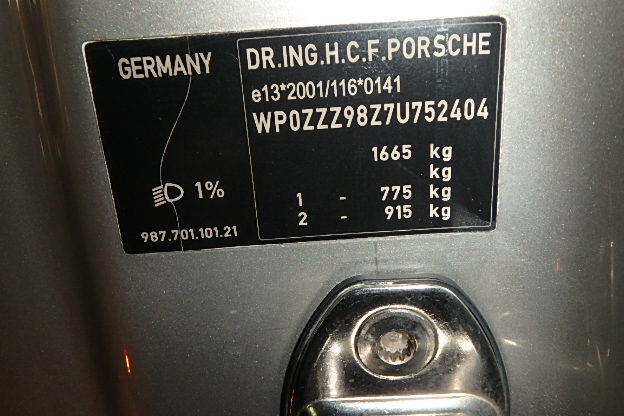 GERMANY
DR.ING.H.C.F.PORSCHE
e13*2001/116*0141
WP0ZZZ98Z7U752404
1665 kg
kg
1 - 775 kg
2 - 915 kg
1%
987.701.101.21